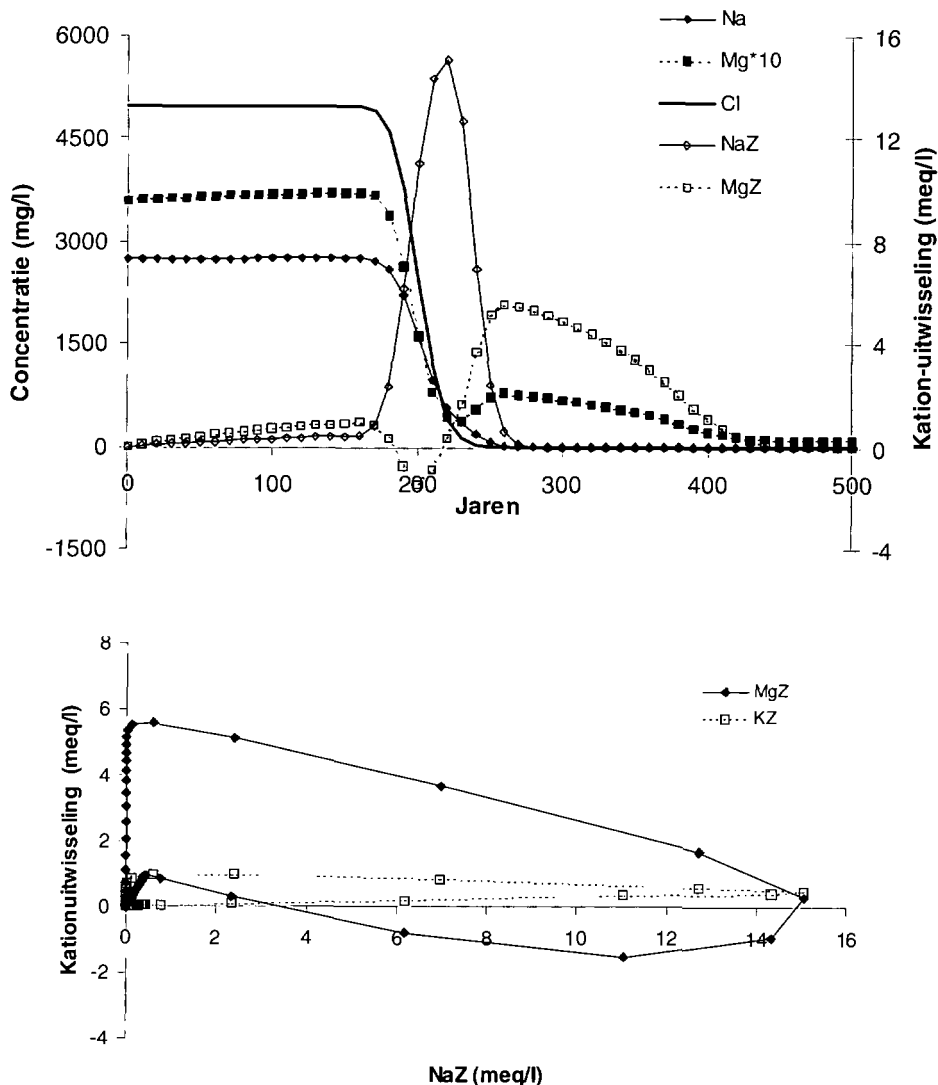 Na
Mg*10
Cl
NaZ
MgZ
Concentratie (mg/l)
6000
4500
3000
1500
0
-1500
0
100
200
300
400
500
Jaren
16
12
8
4
0
-4
Kation-uitwisseling (meq/l)
MgZ
KZ
Kationuitwisseling (meq/l)
8
6
4
2
0
-2
-4
0
2
4
6
8
10
12
14
16
NaZ (meq/l)